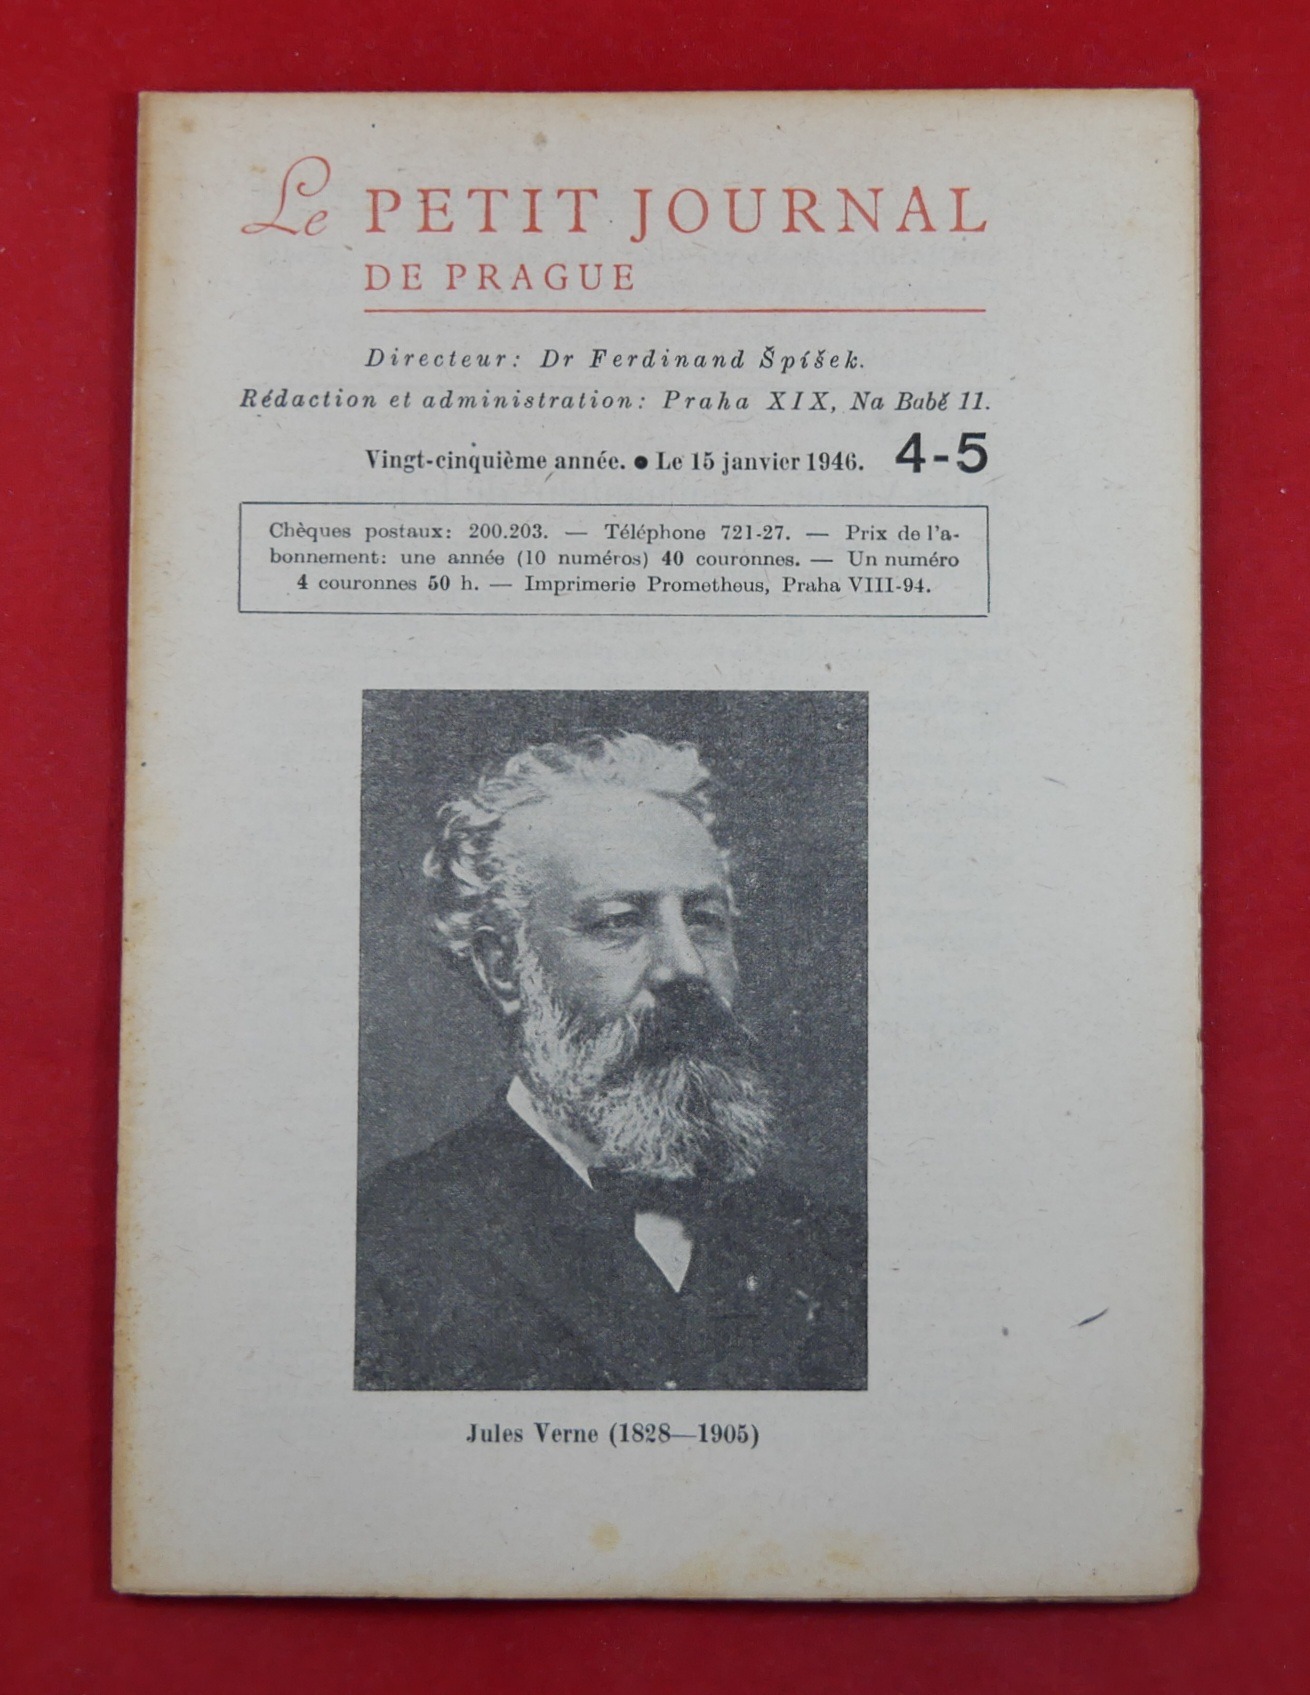 Le PETIT JOURNAL
DE PRAGUE
Directeur: Dr Ferdinand Špíšek.
Rédaction et administration: Praha XIX, Na Babě 11.
Vingt-cinquième année. ● Le 15 janvier 1946. 4-5
Chèques postaux: 200.203. — Téléphone 721-27. — Prix de l'a-
bonnement: une année (10 numéros) 40 couronnes. — Un numéro
4 couronnes 50 h. — Imprimerie Prometheus, Praha VIII-94.
Jules Verne (1828—1905)